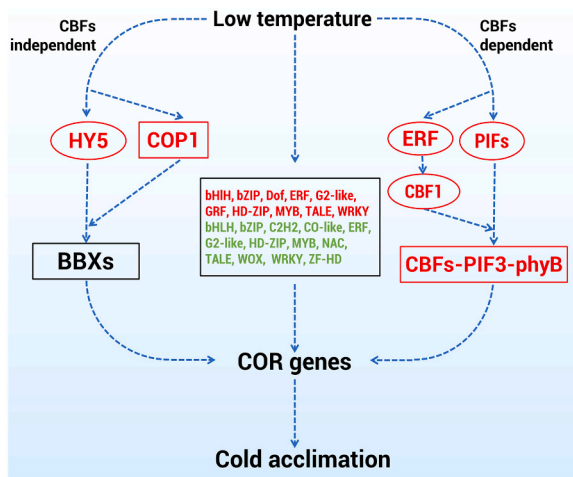 Low temperature
CBFs
independent
CBFs
dependent
HY5
COP1
ERF
PIFs
CBF1
bHlH, bZIP, Dof, ERF, G2-like,
GRF, HD-ZIP, MYB, TALE, WRKY
bHLH, bZIP, C2H2, CO-like, ERF,
G2-like, HD-ZIP, MYB, NAC,
TALE, WOX, WRKY, ZF-HD
BBXs
CBFs-PIF3-phyB
COR genes
Cold acclimation